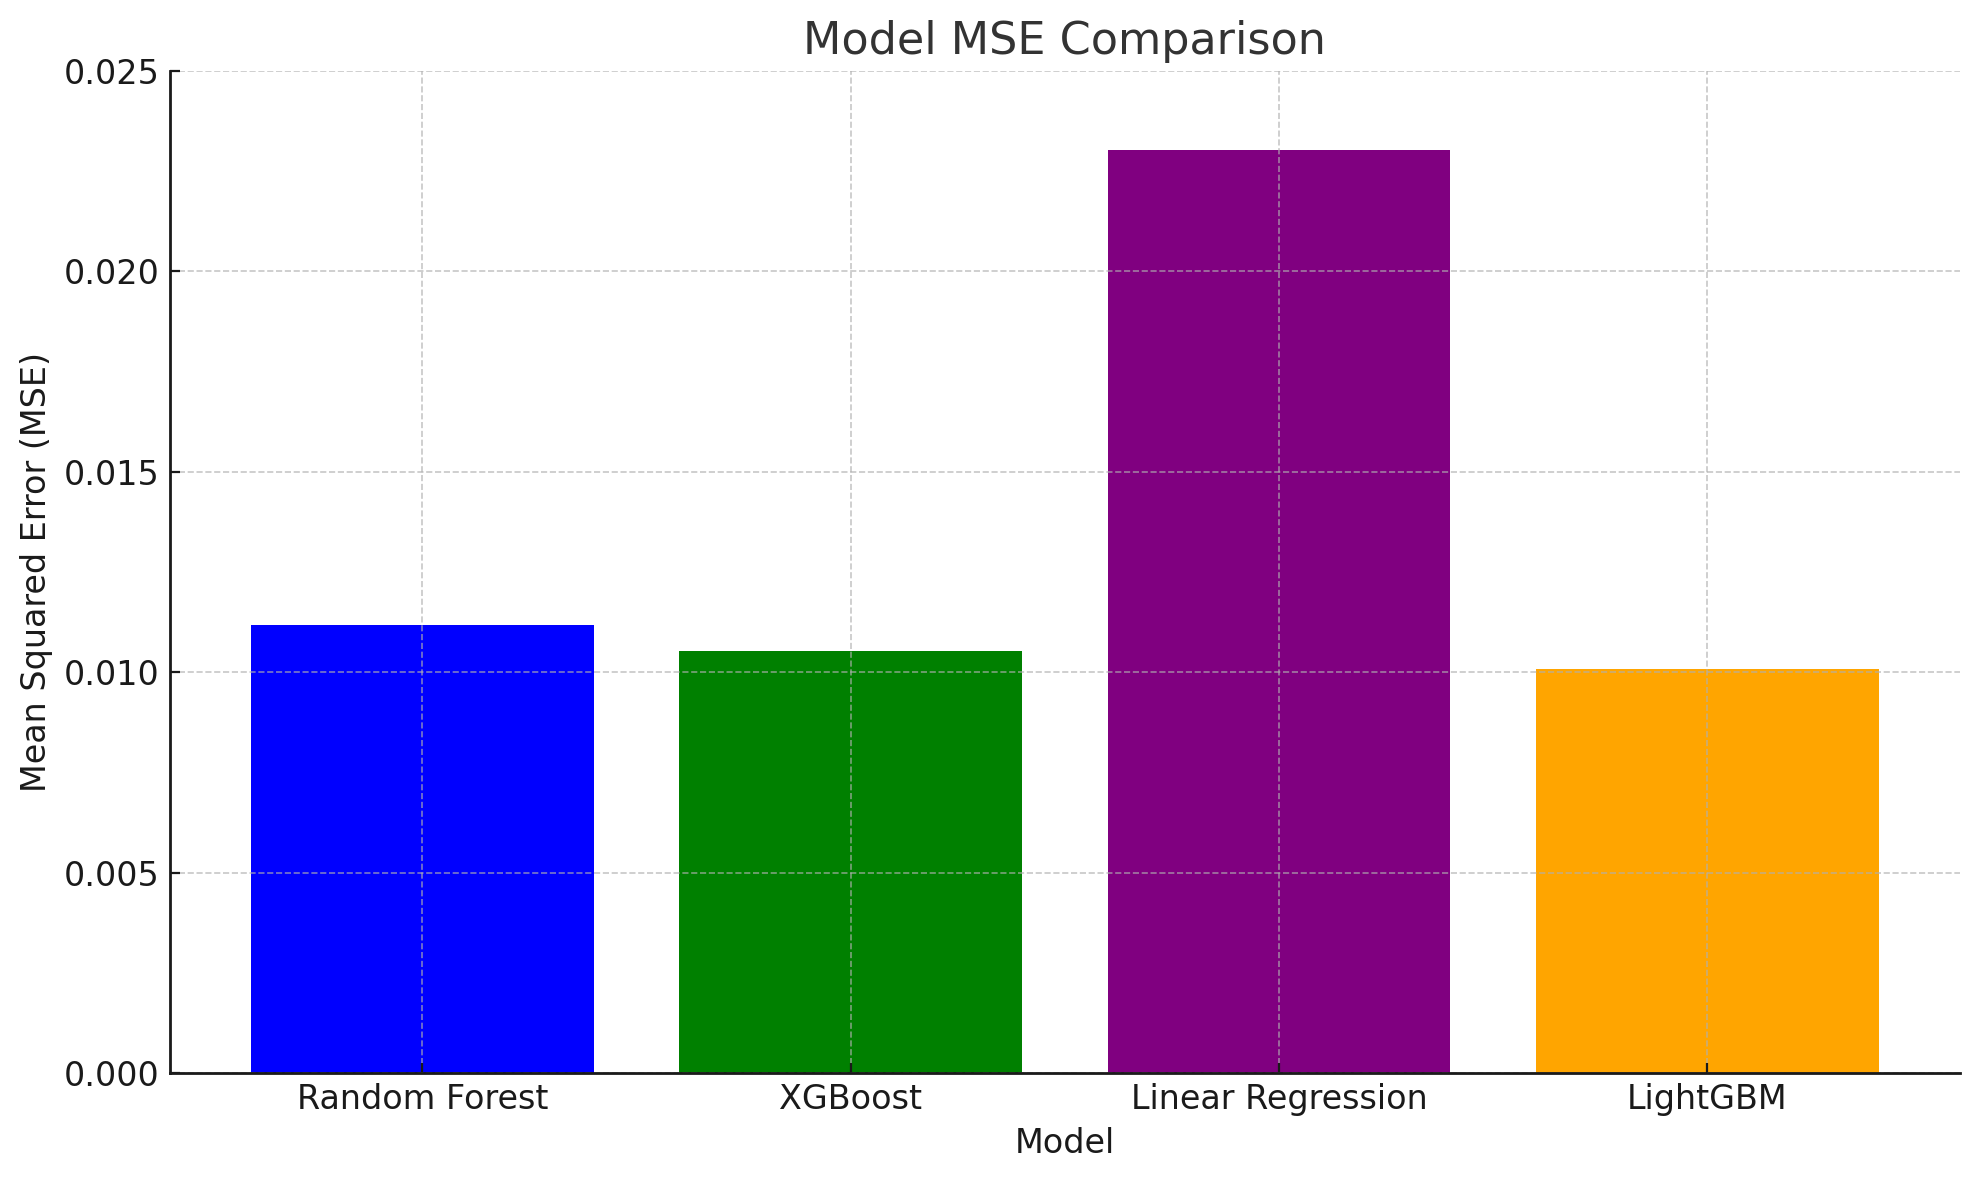 Model MSE Comparison
0.025
0.020
0.015
0.010
0.005
0.000
Mean Squared Error (MSE)
Random Forest
XGBoost
Linear Regression
LightGBM
Model